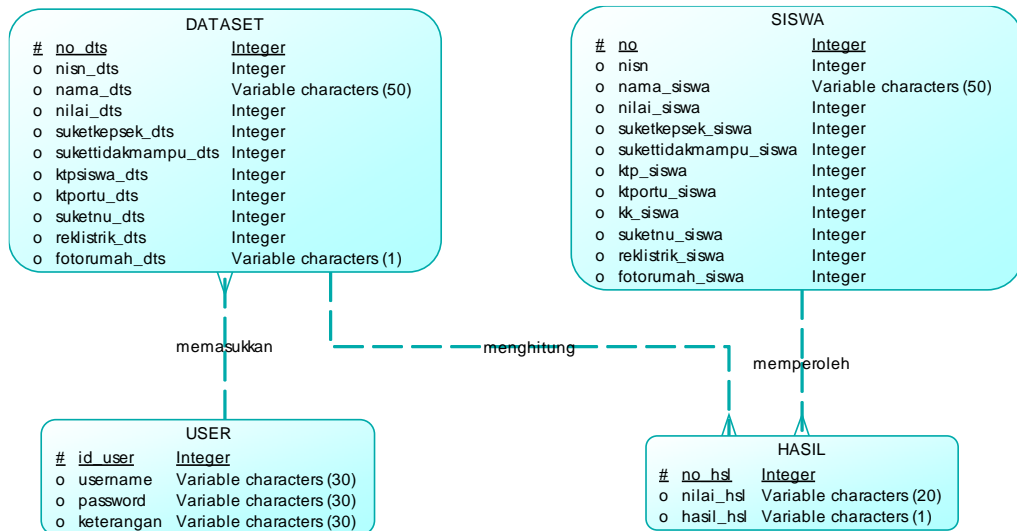 DATASET
# no_dts Integer
o nisn_dts Integer
o nama_dts Variable characters (50)
o nilai_dts Integer
o suketkepsek_dts Integer
o sukettidakmampu_dts Integer
o ktpsiswa_dts Integer
o ktportu_dts Integer
o suketnu_dts Integer
o reklistrik_dts Integer
o fotorumah_dts Variable characters (1)
SISWA
# no Integer
o nisn Integer
o nama_siswa Variable characters (50)
o nilai_siswa Integer
o suketkepsek_siswa Integer
o sukettidakmampu_siswa Integer
o ktp_siswa Integer
o ktportu_siswa Integer
o kk_siswa Integer
o suketnu_siswa Integer
o reklistrik_siswa Integer
o fotorumah_siswa Integer
memasukkan
menghitung
memperoleh
USER
# id_user Integer
o username Variable characters (30)
o password Variable characters (30)
o keterangan Variable characters (30)
HASIL
# no_hsl Integer
o nilai_hsl Variable characters (20)
o hasil_hsl Variable characters (1)